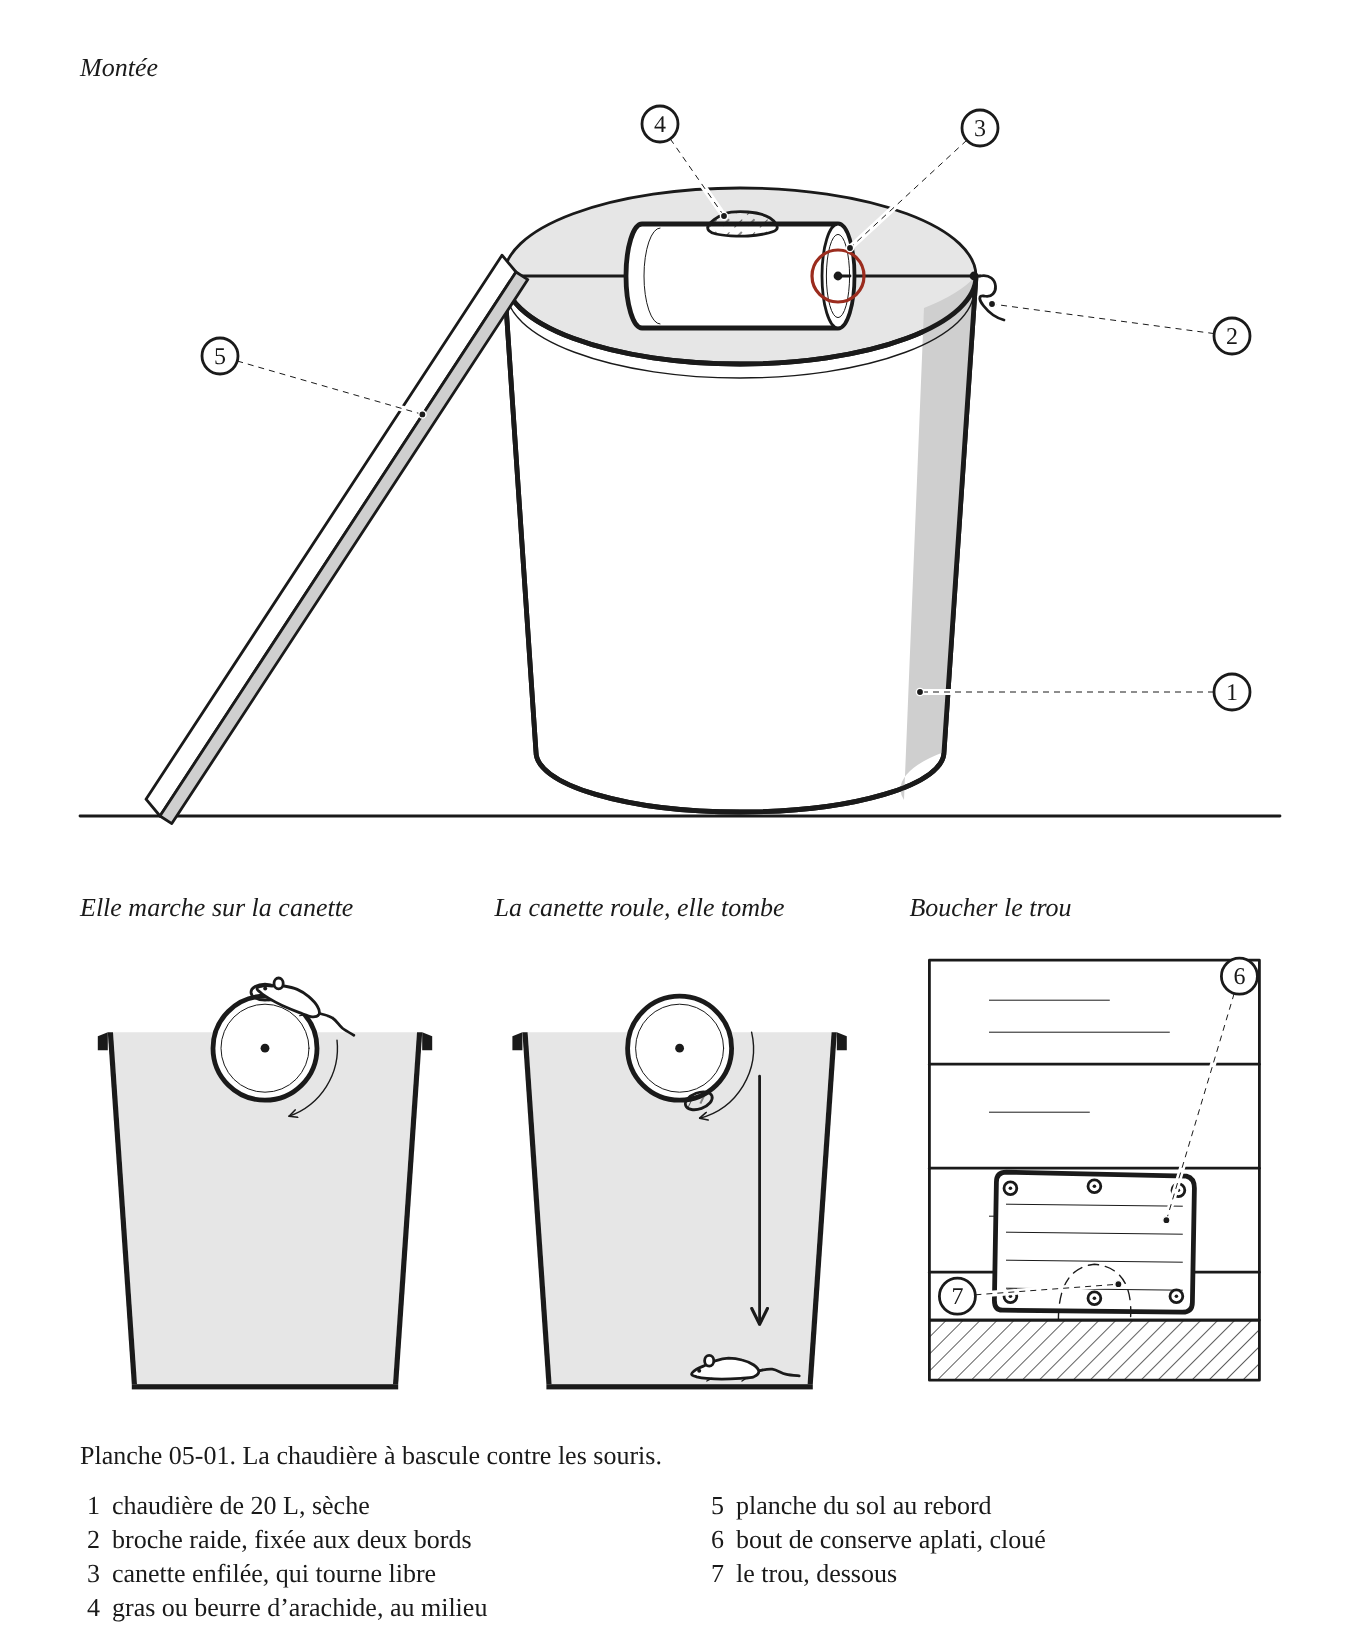 Montée
4
3
5
2
1
Elle marche sur la canette
La canette roule, elle tombe
Boucher le trou
6
7
Planche 05-01. La chaudière à bascule contre les souris.
1 chaudière de 20 L, sèche
2 broche raide, fixée aux deux bords
3 canette enfilée, qui tourne libre
4 gras ou beurre d’arachide, au milieu
5 planche du sol au rebord
6 bout de conserve aplati, cloué
7 le trou, dessous